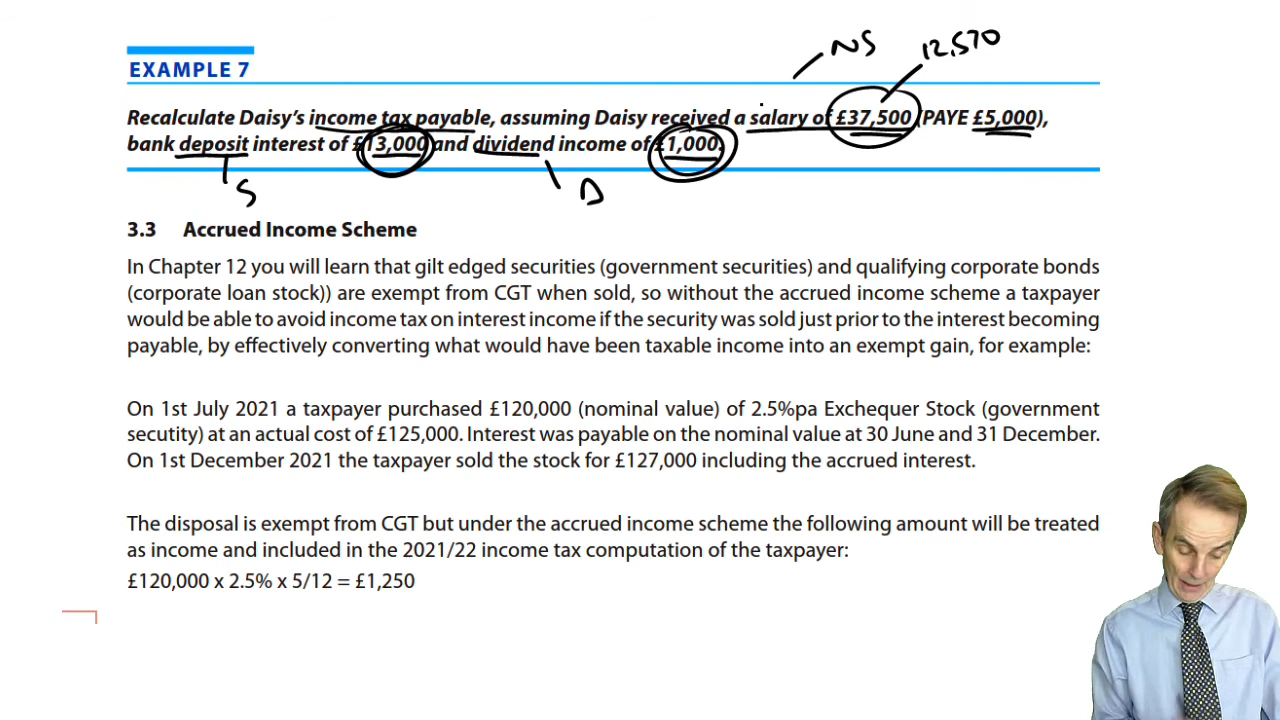 NS
12,570
EXAMPLE 7
Recalculate Daisy's income tax payable, assuming Daisy received a salary of £37,500 (PAYE £5,000),
bank deposit interest of £13,000 and dividend income of £1,000.
S
D
3.3 Accrued Income Scheme
In Chapter 12 you will learn that gilt edged securities (government securities) and qualifying corporate bonds
(corporate loan stock)) are exempt from CGT when sold, so without the accrued income scheme a taxpayer
would be able to avoid income tax on interest income if the security was sold just prior to the interest becoming
payable, by effectively converting what would have been taxable income into an exempt gain, for example:
On 1st July 2021 a taxpayer purchased £120,000 (nominal value) of 2.5%pa Exchequer Stock (government
secutity) at an actual cost of £125,000. Interest was payable on the nominal value at 30 June and 31 December.
On 1st December 2021 the taxpayer sold the stock for £127,000 including the accrued interest.
The disposal is exempt from CGT but under the accrued income scheme the following amount will be treated
as income and included in the 2021/22 income tax computation of the taxpayer:
£120,000 x 2.5% x 5/12 = £1,250